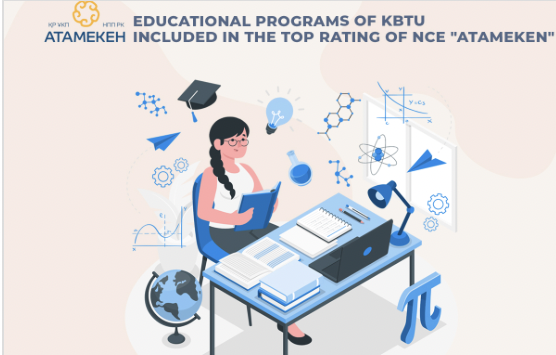 ҚР ҰКП НПП РК
АТАМЕКЕН
EDUCATIONAL PROGRAMS OF KBTU
INCLUDED IN THE TOP RATING OF NCE "ATAMEKEN"